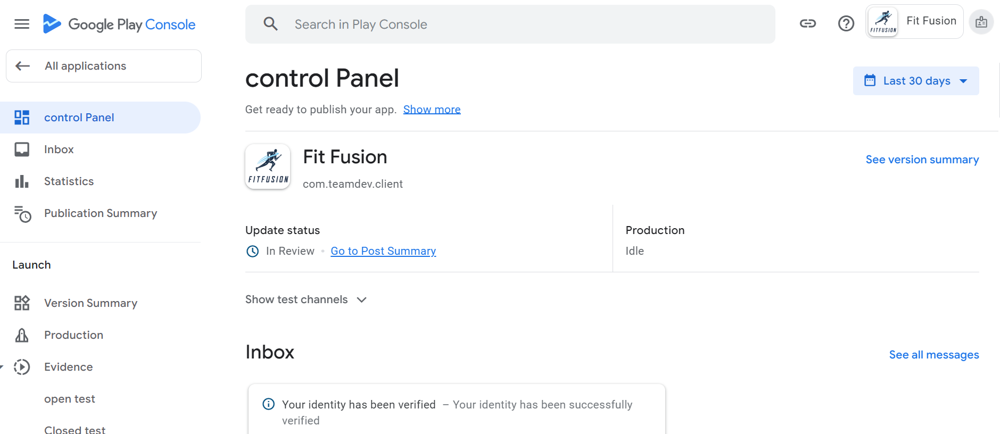 Google Play Console
Search in Play Console
FITFUSION
Fit Fusion
All applications
control Panel
Last 30 days
Get ready to publish your app. Show more
control Panel
Inbox
Statistics
Publication Summary
Launch
Version Summary
Production
Evidence
open test
Closed test
FITFUSION
Fit Fusion
com.teamdev.client
See version summary
Update status
In Review • Go to Post Summary
Production
Idle
Show test channels
Inbox
See all messages
Your identity has been verified – Your identity has been successfully
verified